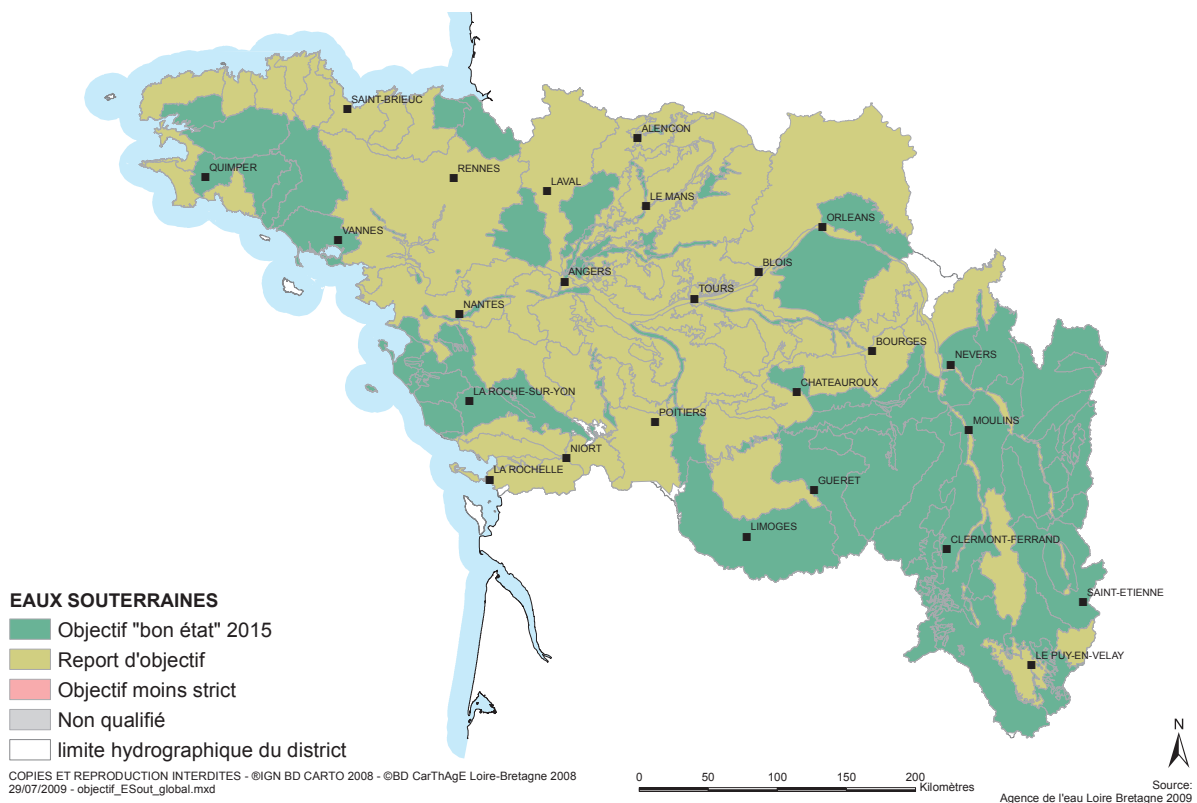 SAINT-BRIEUC
ALENCON
QUIMPER
RENNES
LAVAL
LE MANS
VANNES
ORLEANS
ANGERS
BLOIS
TOURS
NANTES
BOURGES
NEVERS
CHATEAUROUX
LA ROCHE-SUR-YON
POITIERS
MOULINS
NIORT
LA ROCHELLE
GUERET
LIMOGES
CLERMONT-FERRAND
SAINT-ETIENNE
LE PUY-EN-VELAY
EAUX SOUTERRAINES
Objectif "bon état" 2015
Report d'objectif
Objectif moins strict
Non qualifié
limite hydrographique du district
COPIES ET REPRODUCTION INTERDITES - ®IGN BD CARTO 2008 - ©BD CarThAgE Loire-Bretagne 2008
29/07/2009 - objectif_ESout_global.mxd
0 50 100 150 200
Kilomètres
N
Source:
Agence de l'eau Loire Bretagne 2009